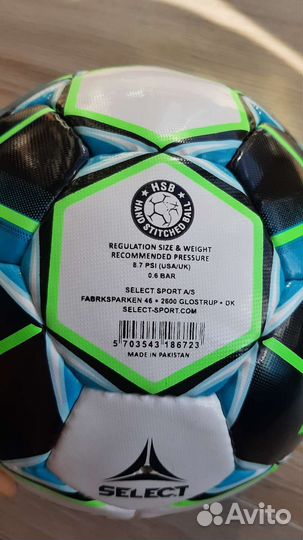 HSB
HAND STITCHED BALL
REGULATION SIZE & WEIGHT
RECOMMENDED PRESSURE
8.7 PSI (USA/UK)
0.6 BAR
SELECT SPORT A/S
FABRIKSPARKEN 46 • 2600 GLOSTRUP • DK
SELECT-SPORT.COM
5 703543 186723
MADE IN PAKISTAN
SELECT
Avito